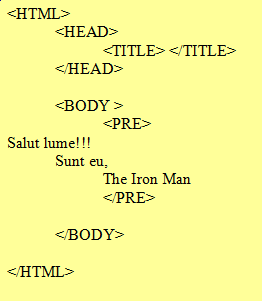 <HTML>
<HEAD>
<TITLE> </TITLE>
</HEAD>
<BODY >
<PRE>
Salut lume!!!
Sunt eu,
The Iron Man
</PRE>
</BODY>
</HTML>